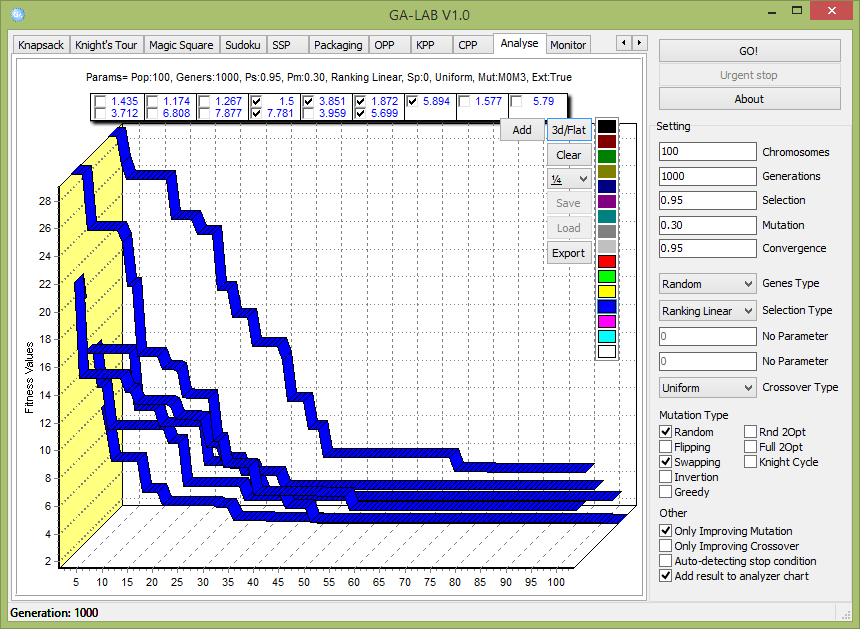 GA-LAB V1.0
Knapsack Knight's Tour Magic Square Sudoku SSP Packaging OPP KPP CPP Analyse Monitor
Params= Pop:100, Geners:1000, Ps:0.95, Pm:0.30, Ranking Linear, Sp:0, Uniform, Mut:M0M3, Ext:True
1.435 1.174 1.267 1.5 3.851 1.872 5.894 1.577 5.79
3.712 6.808 7.877 7.781 3.959 5.699
Add 3d/Flat
Clear
¼
Save
Load
Export
Fitness Values
28
26
24
22
20
18
16
14
12
10
8
6
4
2
5 10 15 20 25 30 35 40 45 50 55 60 65 70 75 80 85 90 95 100
GO!
Urgent stop
About
Setting
100 Chromosomes
1000 Generations
0.95 Selection
0.30 Mutation
0.95 Convergence
Random Genes Type
Ranking Linear Selection Type
0 No Parameter
0 No Parameter
Uniform Crossover Type
Mutation Type
Random Rnd 2Opt
Flipping Full 2Opt
Swapping Knight Cycle
Invertion
Greedy
Other
Only Improving Mutation
Only Improving Crossover
Auto-detecting stop condition
Add result to analyzer chart
Generation: 1000